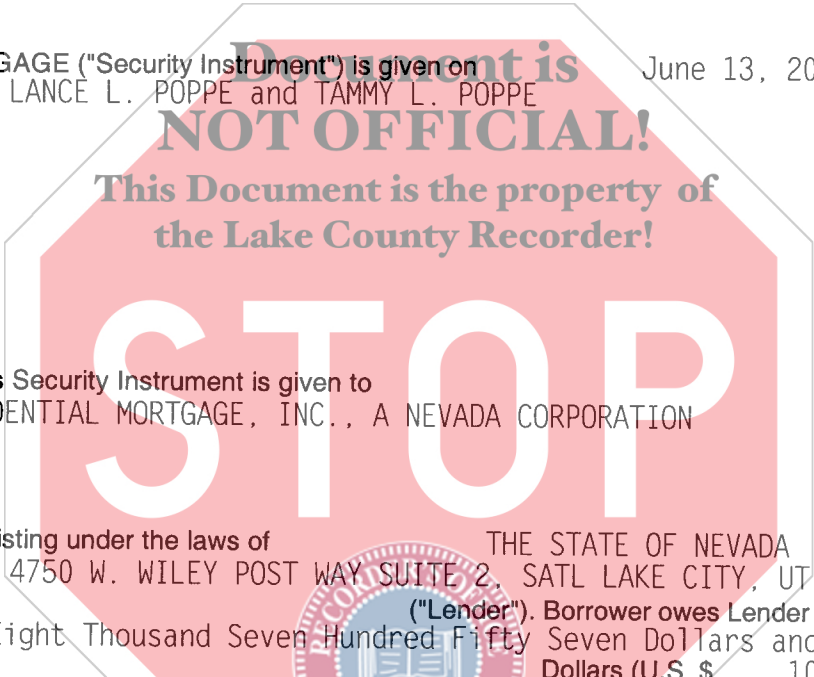 GAGE ("Security Instrument") is given on June 13, 20
LANCE L. POPPE and TAMMY L. POPPE
Document is
NOT OFFICIAL!
This Document is the property of
the Lake County Recorder!
STOP
Security Instrument is given to
DENTIAL MORTGAGE, INC., A NEVADA CORPORATION
isting under the laws of THE STATE OF NEVADA
4750 W. WILEY POST WAY SUITE 2, SATL LAKE CITY, UT
("Lender"). Borrower owes Lender
Eight Thousand Seven Hundred Fifty Seven Dollars and
Dollars (U.S. $ 10